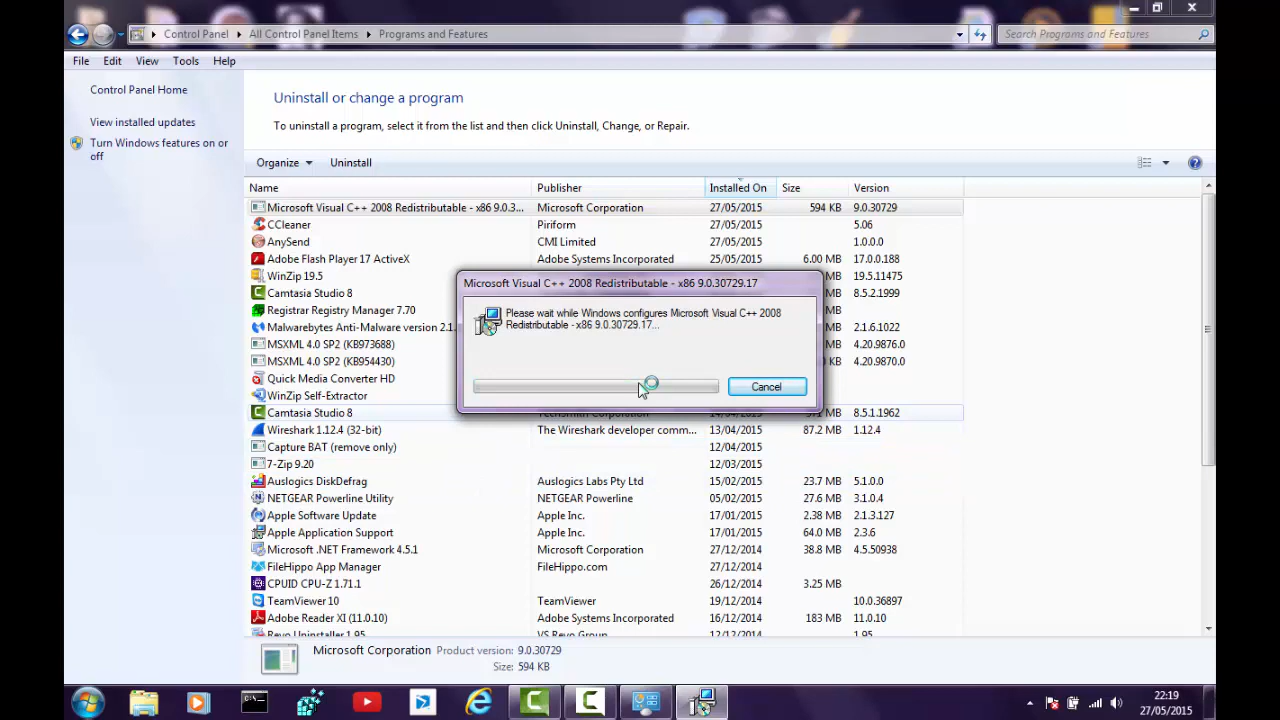 Control Panel All Control Panel Items Programs and Features
Search Programs and Features
File Edit View Tools Help
Control Panel Home
View installed updates
Turn Windows features on or off
Uninstall or change a program
To uninstall a program, select it from the list and then click Uninstall, Change, or Repair.
Organize Uninstall
Name Publisher Installed On Size Version
Microsoft Visual C++ 2008 Redistributable - x86 9.0.3... Microsoft Corporation 27/05/2015 594 KB 9.0.30729
CCleaner Piriform 27/05/2015 5.06
AnySend CMI Limited 27/05/2015 1.0.0.0
Adobe Flash Player 17 ActiveX Adobe Systems Incorporated 25/05/2015 6.00 MB 17.0.0.188
WinZip 19.5 19.5.11475
Camtasia Studio 8 8.5.2.1999
Registrar Registry Manager 7.70
Malwarebytes Anti-Malware version 2.1. 2.1.6.1022
MSXML 4.0 SP2 (KB973688) 4.20.9876.0
MSXML 4.0 SP2 (KB954430) 4.20.9870.0
Quick Media Converter HD
WinZip Self-Extractor
Camtasia Studio 8 8.5.1.1962
Wireshark 1.12.4 (32-bit) The Wireshark developer comm... 13/04/2015 87.2 MB 1.12.4
Capture BAT (remove only) 12/04/2015
7-Zip 9.20 12/03/2015
Auslogics DiskDefrag Auslogics Labs Pty Ltd 15/02/2015 23.7 MB 5.1.0.0
NETGEAR Powerline Utility NETGEAR Powerline 05/02/2015 27.6 MB 3.1.0.4
Apple Software Update Apple Inc. 17/01/2015 2.38 MB 2.1.3.127
Apple Application Support Apple Inc. 17/01/2015 64.0 MB 2.3.6
Microsoft .NET Framework 4.5.1 Microsoft Corporation 27/12/2014 38.8 MB 4.5.50938
FileHippo App Manager FileHippo.com 27/12/2014
CPUID CPU-Z 1.71.1 26/12/2014 3.25 MB
TeamViewer 10 TeamViewer 19/12/2014 10.0.36897
Adobe Reader XI (11.0.10) Adobe Systems Incorporated 16/12/2014 183 MB 11.0.10
Revo Uninstaller 1.95 VS Revo Group 12/12/2014 1.95
Microsoft Visual C++ 2008 Redistributable - x86 9.0.30729.17
Please wait while Windows configures Microsoft Visual C++ 2008
Redistributable - x86 9.0.30729.17...
Cancel
Microsoft Corporation Product version: 9.0.30729
Size: 594 KB
22:19
27/05/2015